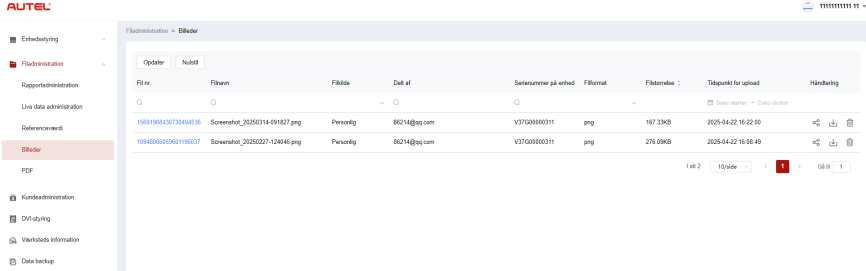 AUTEL
11111111111 11
Enhedsstyring
Filadministration
Rapportadministration
Live data administration
Referenceværdi
Billeder
PDF
Kundeadministration
DVI-styring
Værksteds information
Data backup
Filadministration > Billeder
Opdater Nulstil
Fil nr. Filnavn Filkilde Delt af Serienummer på enhed Filformat Filstørrelse Tidspunkt for upload Håndtering
Dato starter - Dato slutter
15091968430730494536 Screenshot_20250314-091827.png Personlig 86214@qq.com V37G00000311 png 167.33KB 2025-04-22 16:22:00
10948066059601196037 Screenshot_20250227-124046.png Personlig 86214@qq.com V37G00000311 png 276.09KB 2025-04-22 16:08:49
I alt 2 10/side < 1 > Gå til 1